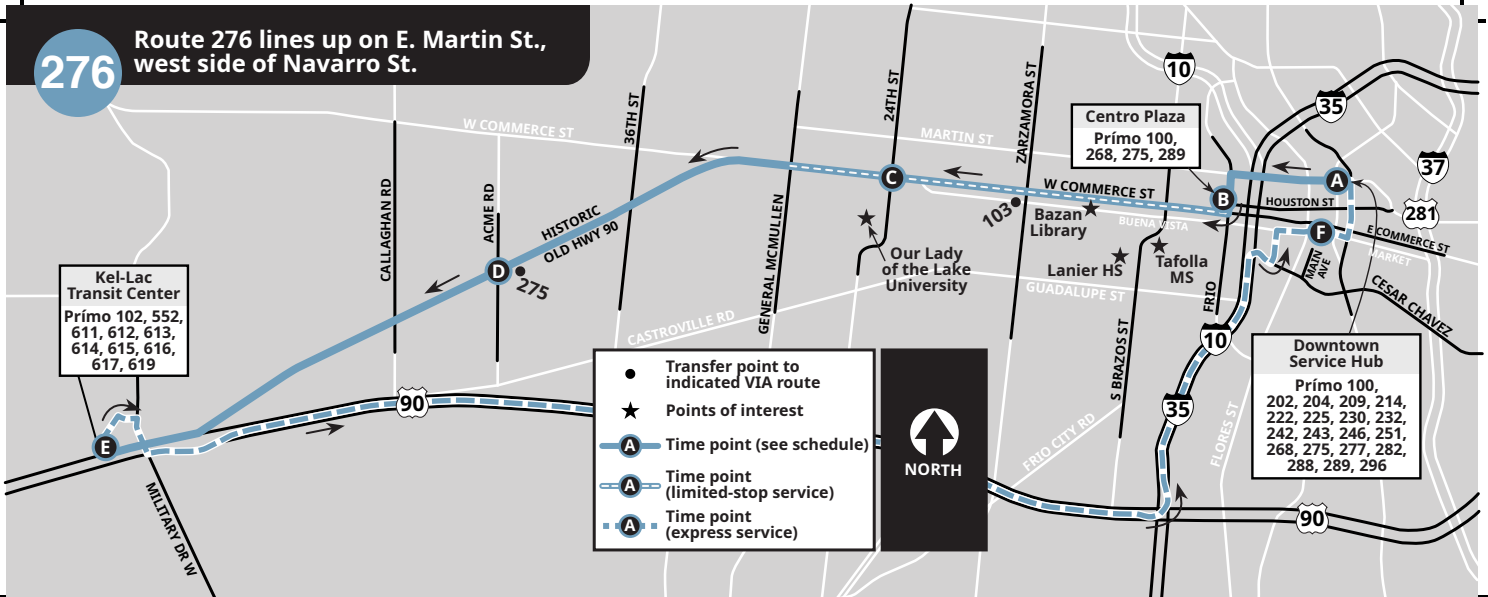 276
Route 276 lines up on E. Martin St.,
west side of Navarro St.
W COMMERCE ST
36TH ST
24TH ST
ZARZAMORA ST
MARTIN ST
10
35
37
281
Centro Plaza
Prímo 100,
268, 275, 289
A
B
C
D
E
F
W COMMERCE ST
HOUSTON ST
BUENA VISTA
E COMMERCE ST
MARKET
MAIN
AVE
CESAR CHAVEZ
CALLAGHAN RD
ACME RD
HISTORIC
OLD HWY 90
275
GENERAL MCMULLEN
103
Bazan
Library
Our Lady
of the Lake
University
Lanier HS
Tafolla
MS
GUADALUPE ST
FRIO
S BRAZOS ST
CASTROVILLE RD
Kel-Lac
Transit Center
Prímo 102, 552,
611, 612, 613,
614, 615, 616,
617, 619
90
MILITARY DR W
10
35
FRIO CITY RD
FLORES ST
90
Downtown
Service Hub
Prímo 100,
202, 204, 209, 214,
222, 225, 230, 232,
242, 243, 246, 251,
268, 275, 277, 282,
288, 289, 296
Transfer point to
indicated VIA route
Points of interest
A Time point (see schedule)
A Time point
(limited-stop service)
A Time point
(express service)
NORTH